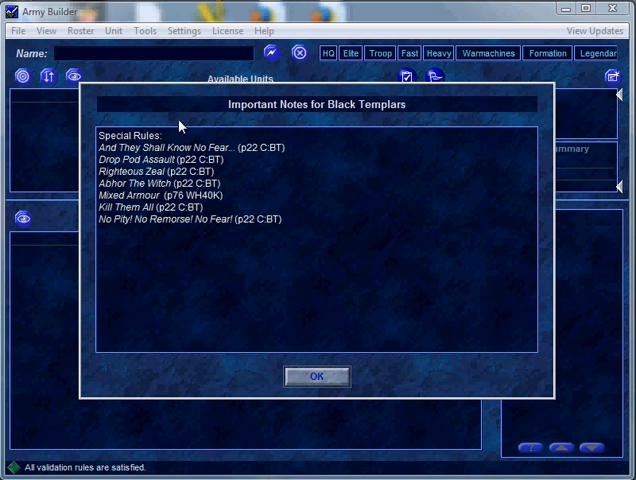 Army Builder
File View Roster Unit Tools Settings License Help View Updates
Name: HQ Elite Troop Fast Heavy Warmachines Formation Legendar
Available Units
Important Notes for Black Templars
Special Rules:
And They Shall Know No Fear... (p22 C:BT)
Drop Pod Assault (p22 C:BT)
Righteous Zeal (p22 C:BT)
Abhor The Witch (p22 C:BT)
Mixed Armour (p76 WH40K)
Kill Them All (p22 C:BT)
No Pity! No Remorse! No Fear! (p22 C:BT)
OK
All validation rules are satisfied.